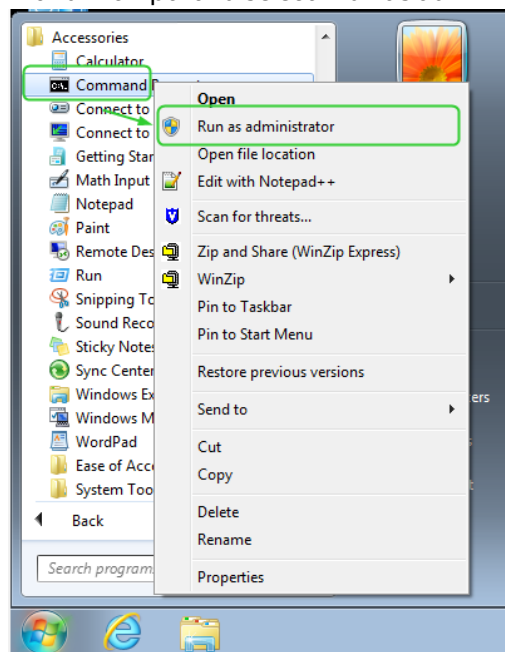 Accessories
Calculator
Command
Connect to
Connect to
Getting Star
Math Input
Notepad
Paint
Remote Des
Run
Snipping To
Sound Reco
Sticky Notes
Sync Center
Windows Ex
Windows M
WordPad
Ease of Acce
System Too
Back
Search program
Open
Run as administrator
Open file location
Edit with Notepad++
Scan for threats...
Zip and Share (WinZip Express)
WinZip
Pin to Taskbar
Pin to Start Menu
Restore previous versions
Send to
Cut
Copy
Delete
Rename
Properties
ers